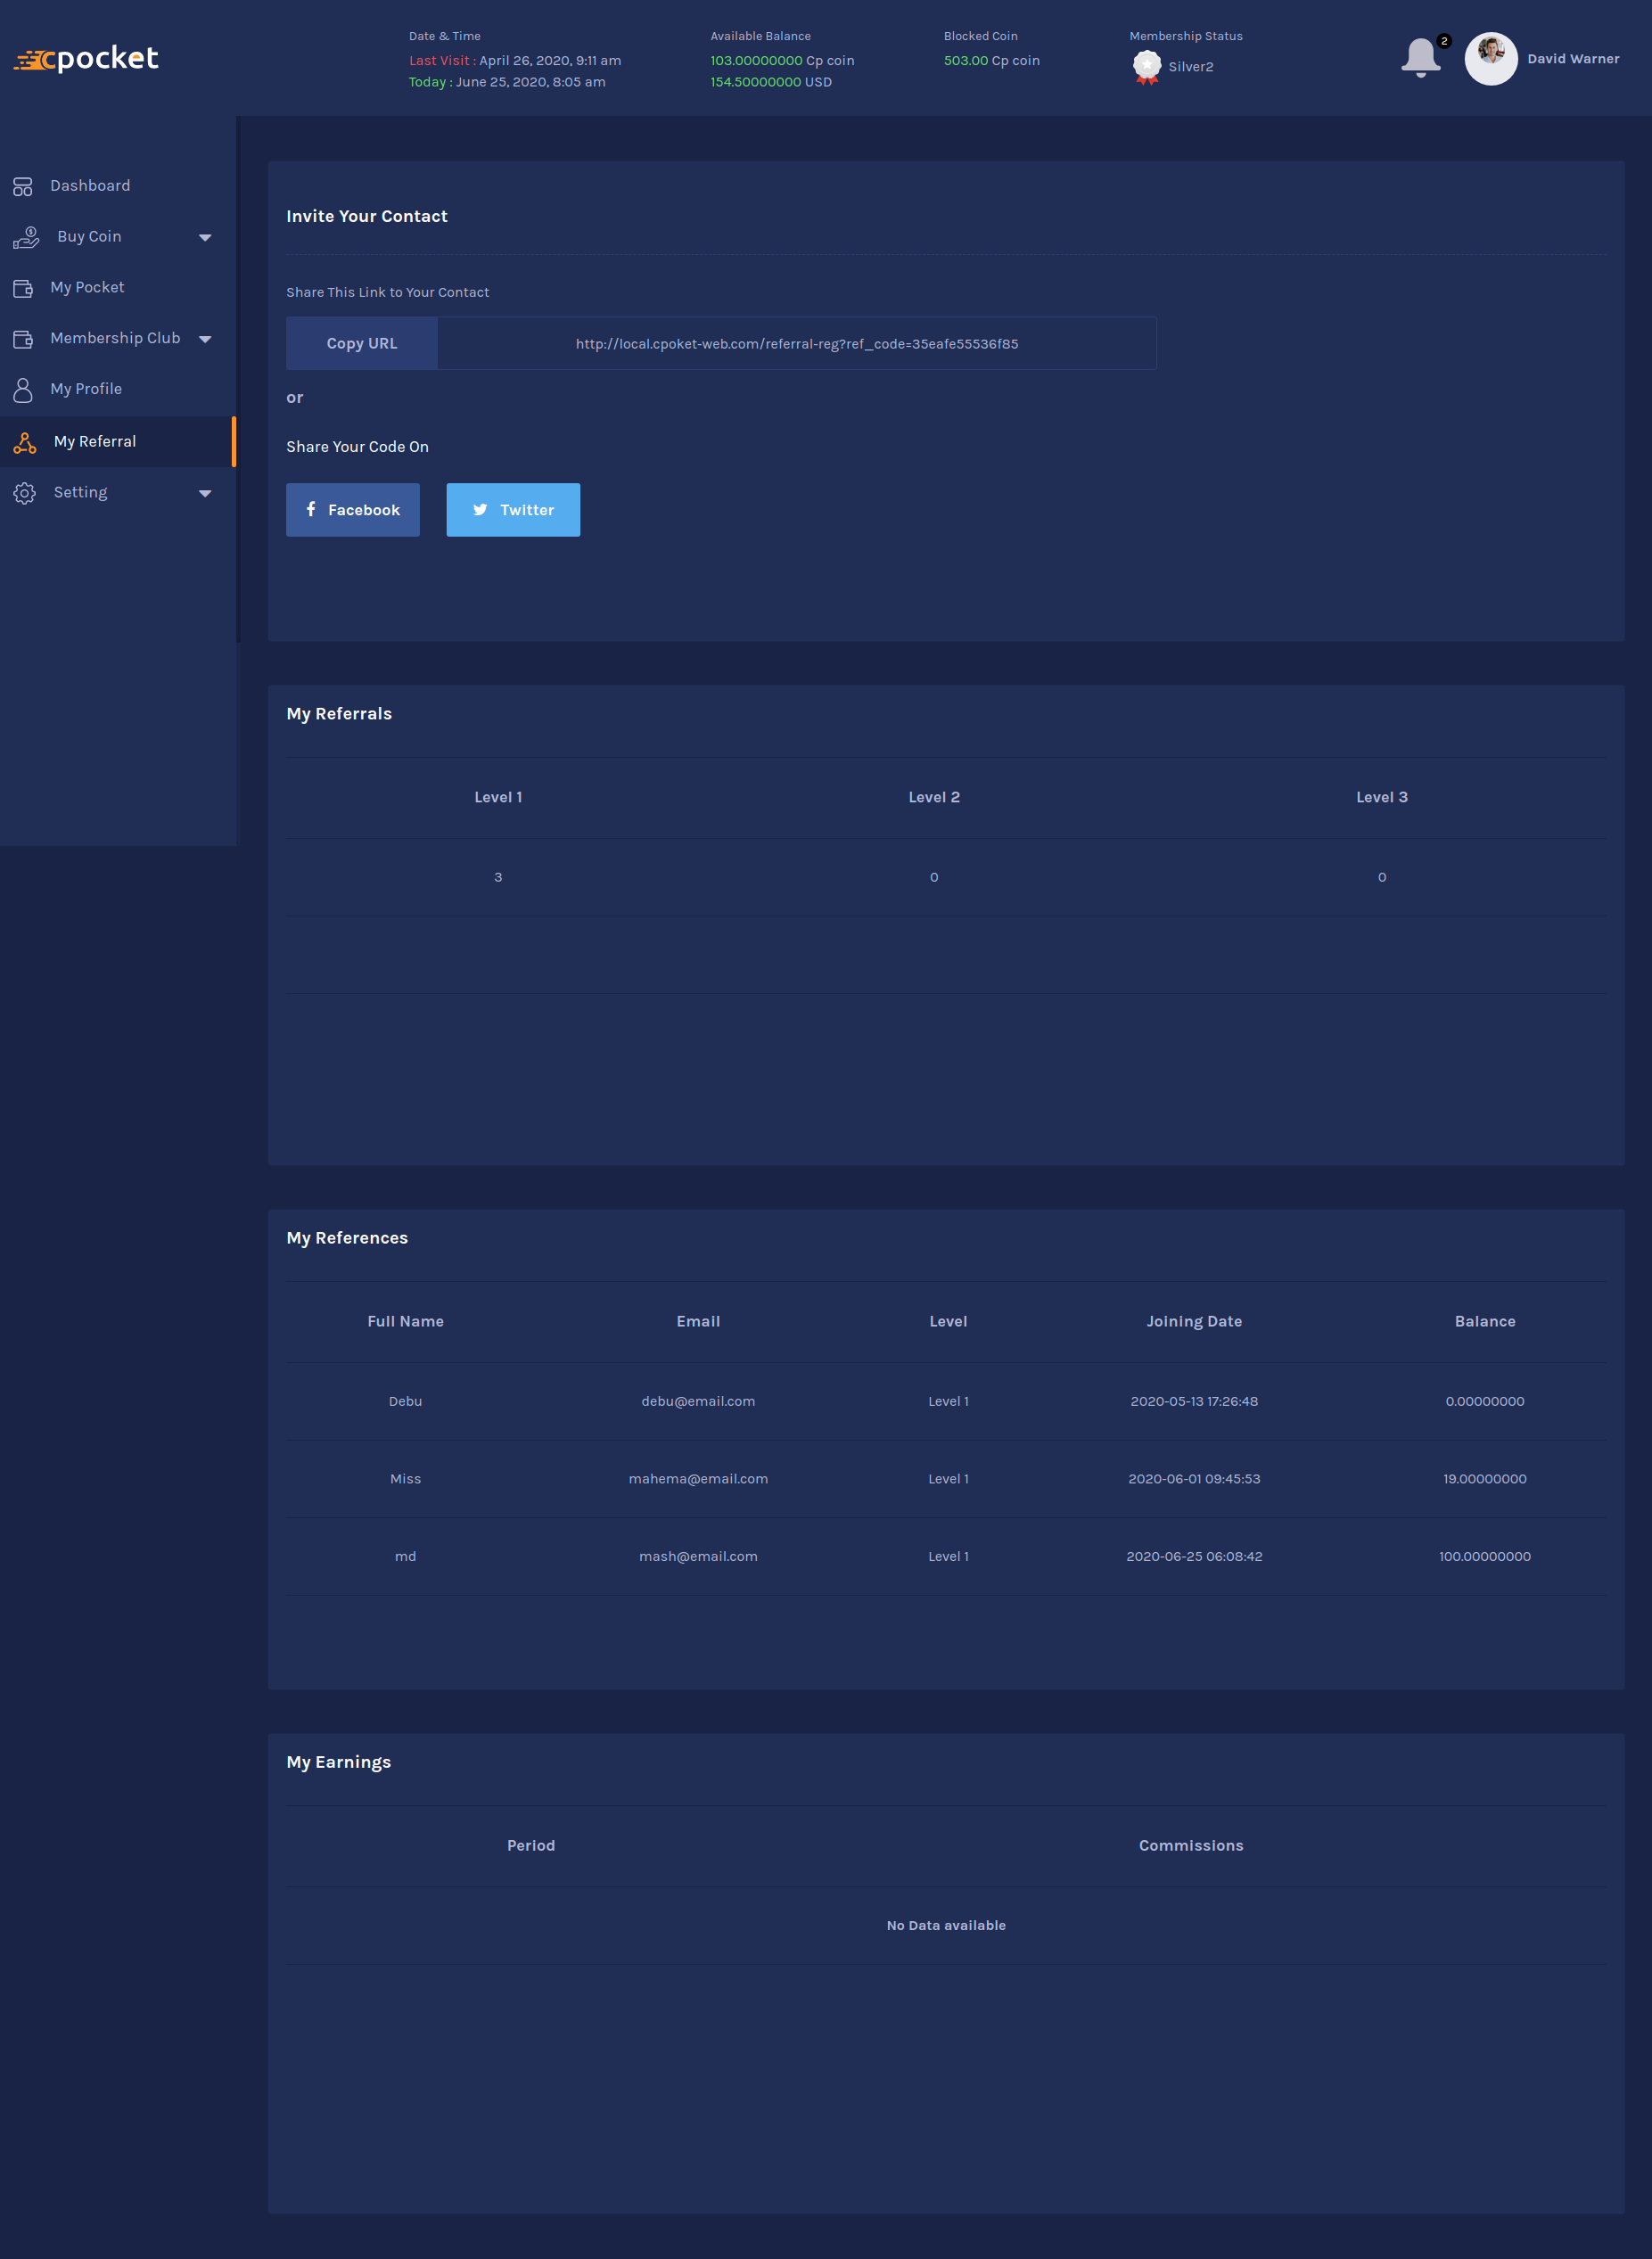 cpocket
Date & Time
Last Visit : April 26, 2020, 9:11 am
Today : June 25, 2020, 8:05 am
Available Balance
103.00000000 Cp coin
154.50000000 USD
Blocked Coin
503.00 Cp coin
Membership Status
Silver2
2
David Warner
Dashboard
Buy Coin
My Pocket
Membership Club
My Profile
My Referral
Setting
Invite Your Contact
Share This Link to Your Contact
Copy URL http://local.cpoket-web.com/referral-reg?ref_code=35eafe55536f85
or
Share Your Code On
Facebook Twitter
My Referrals
Level 1 Level 2 Level 3
3 0 0
My References
Full Name Email Level Joining Date Balance
Debu debu@email.com Level 1 2020-05-13 17:26:48 0.00000000
Miss mahema@email.com Level 1 2020-06-01 09:45:53 19.00000000
md mash@email.com Level 1 2020-06-25 06:08:42 100.00000000
My Earnings
Period Commissions
No Data available